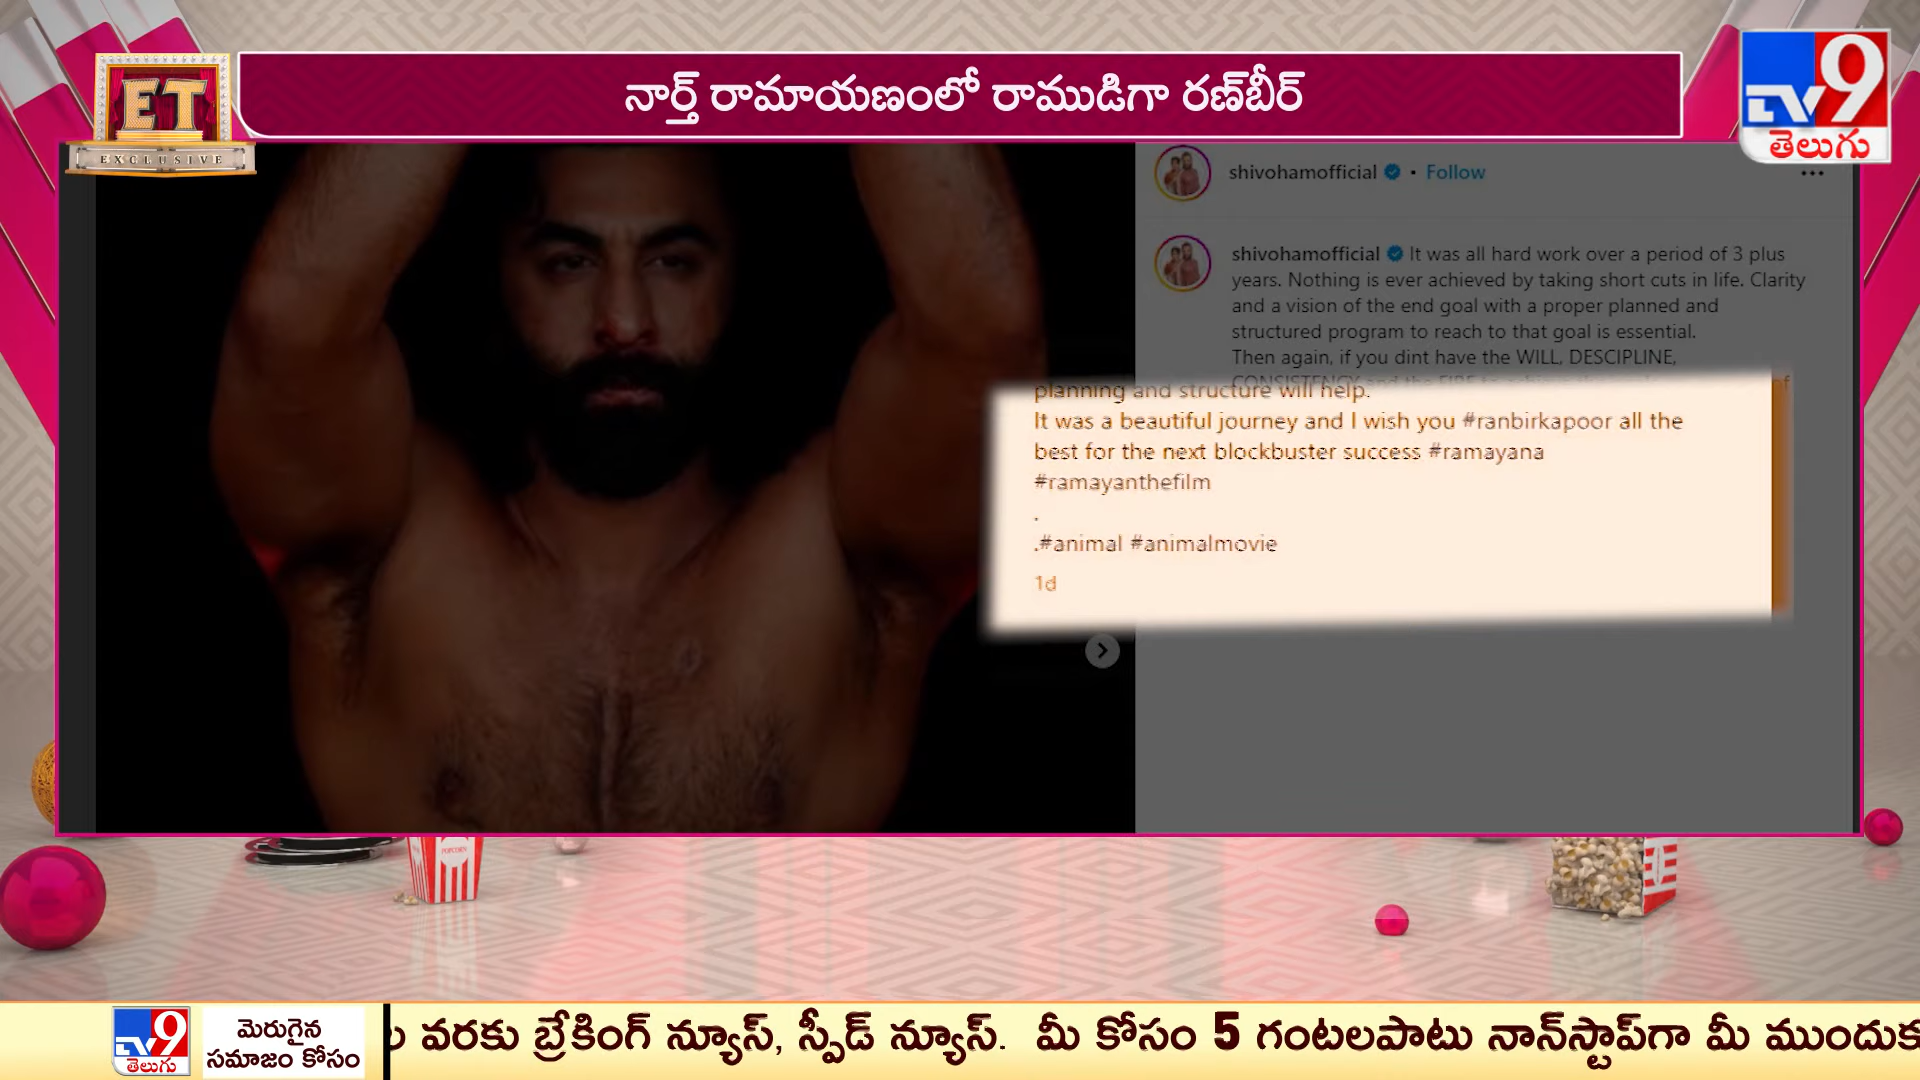 ET
EXCLUSIVE
నార్త్ రామాయణంలో రాముడిగా రణ్‌బీర్
TV9
తెలుగు
shivohamofficial • Follow
shivohamofficial It was all hard work over a period of 3 plus
years. Nothing is ever achieved by taking short cuts in life. Clarity
and a vision of the end goal with a proper planned and
structured program to reach to that goal is essential.
Then again, if you dint have the WILL, DESCIPLINE,
planning and structure will help.
It was a beautiful journey and I wish you #ranbirkapoor all the
best for the next blockbuster success #ramayana
#ramayanthefilm
.
.#animal #animalmovie
1d
POPCORN
TV9
తెలుగు
మెరుగైన
సమాజం కోసం
వరకు బ్రేకింగ్ న్యూస్, స్పీడ్ న్యూస్. మీ కోసం 5 గంటలపాటు నాన్‌స్టాప్‌గా మీ ముందుకు